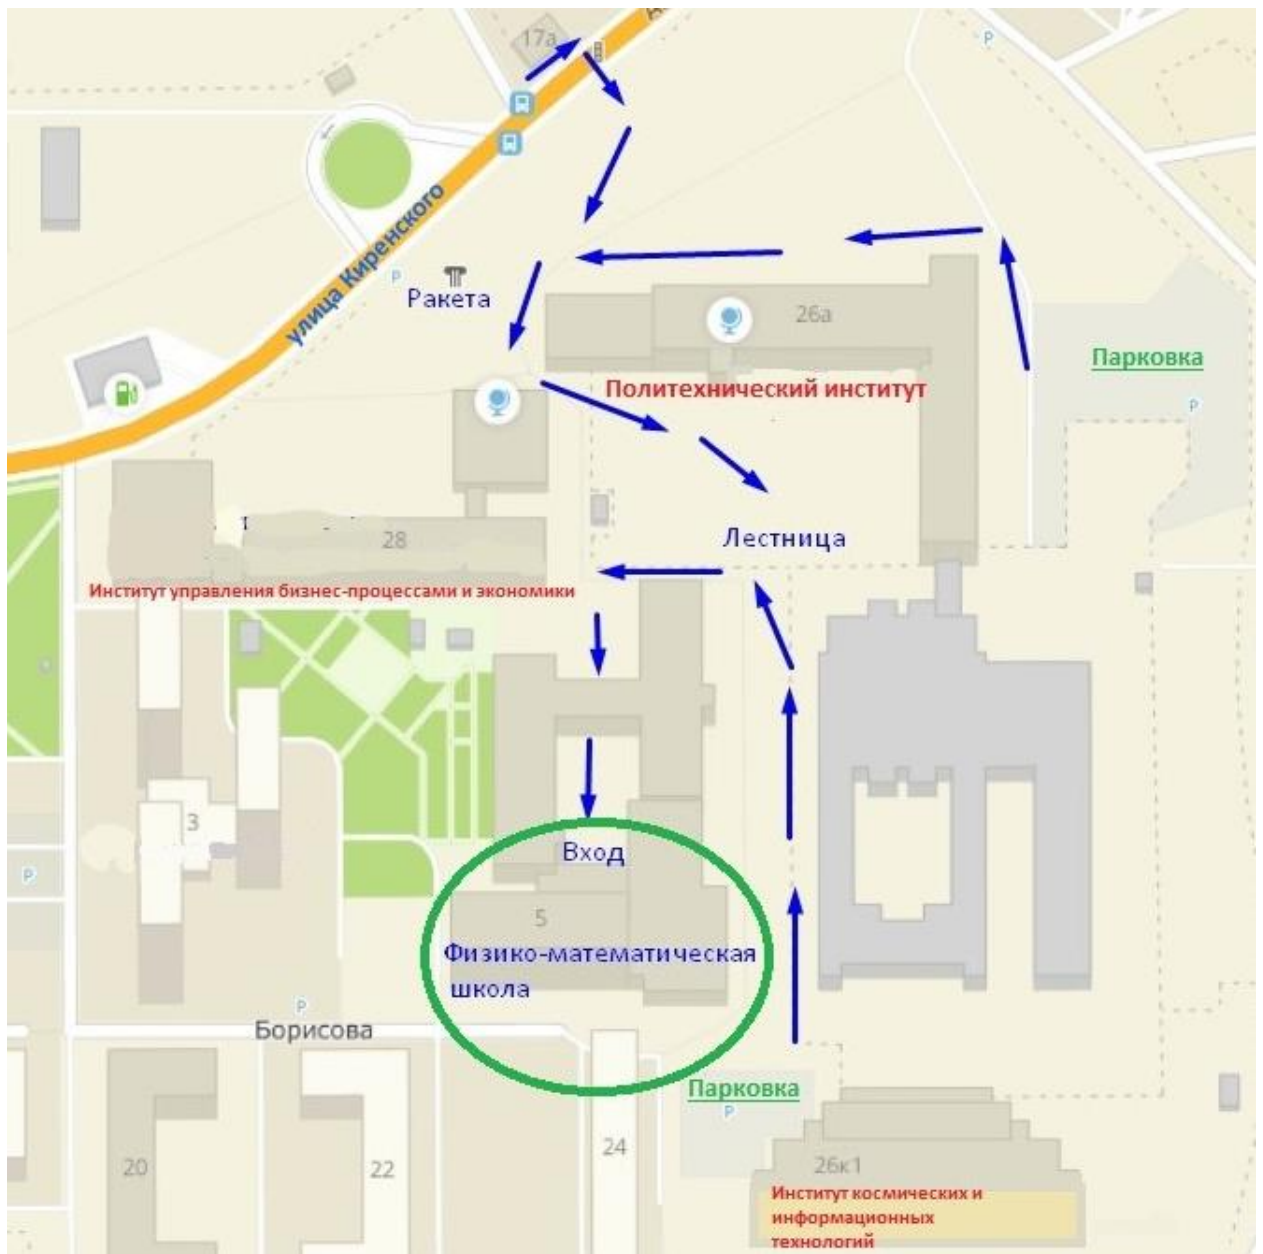 17а
улица Киренского
Р
Р
Ракета
26а
Парковка
Р
Политехнический институт
Лестница
28
Институт управления бизнес-процессами и экономики
3
Р
Вход
5
Физико-математическая
школа
Р
Борисова
Парковка
Р
20
22
24
26к1
Институт космических и
информационных
технологий